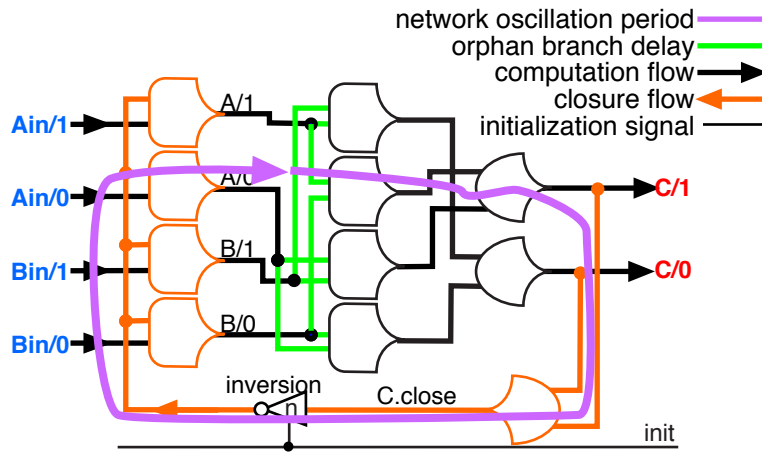 network oscillation period
orphan branch delay
computation flow
closure flow
initialization signal
Ain/1
A/1
Ain/0
A/0
C/1
Bin/1
B/1
C/0
Bin/0
B/0
inversion
n
C.close
init